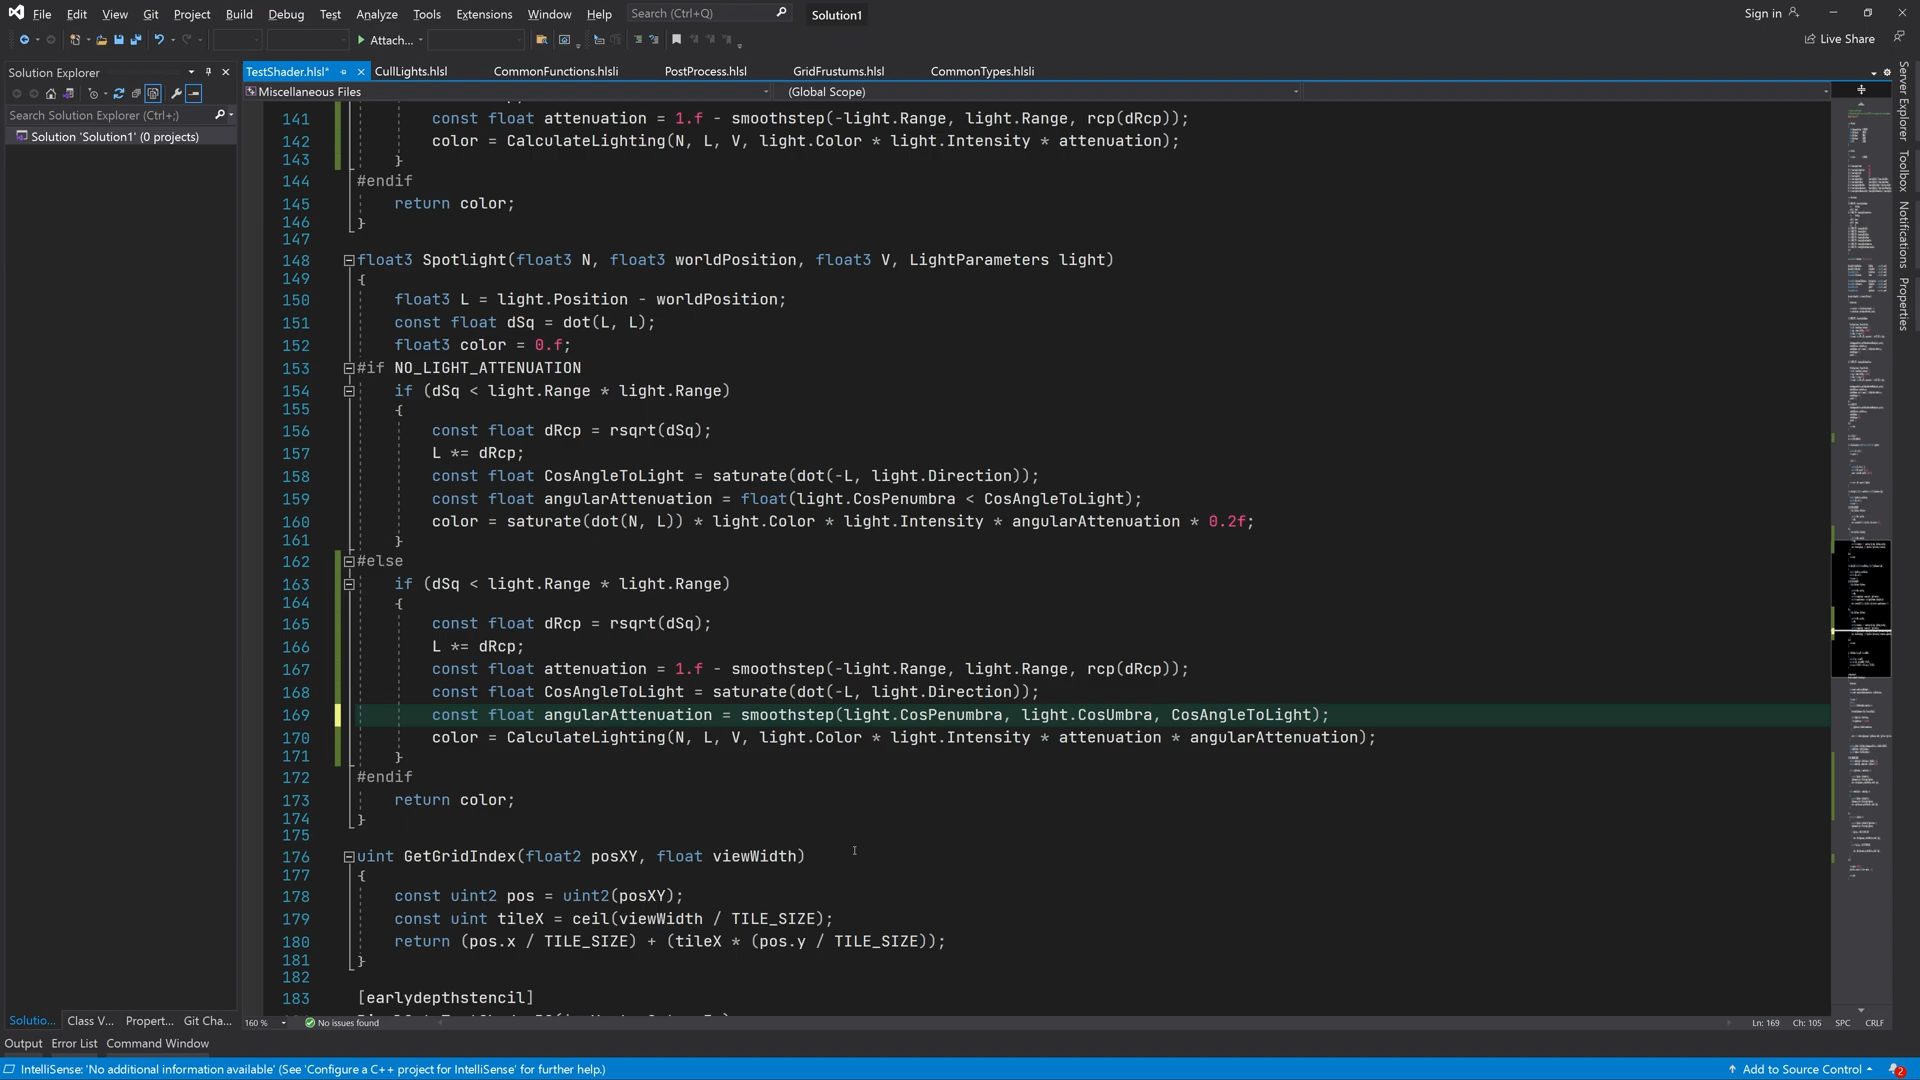 File Edit View Git Project Build Debug Test Analyze Tools Extensions Window Help Search (Ctrl+Q) Solution1 Sign in
Attach... Live Share
Solution Explorer
Search Solution Explorer (Ctrl+;)
Solution 'Solution1' (0 projects)
TestShader.hlsl* CullLights.hlsl CommonFunctions.hlsli PostProcess.hlsl GridFrustums.hlsl CommonTypes.hlsli
Miscellaneous Files (Global Scope)
141 const float attenuation = 1.f - smoothstep(-light.Range, light.Range, rcp(dRcp));
142 color = CalculateLighting(N, L, V, light.Color * light.Intensity * attenuation);
143 }
144 #endif
145 return color;
146 }
147
148 float3 Spotlight(float3 N, float3 worldPosition, float3 V, LightParameters light)
149 {
150 float3 L = light.Position - worldPosition;
151 const float dSq = dot(L, L);
152 float3 color = 0.f;
153 #if NO_LIGHT_ATTENUATION
154 if (dSq < light.Range * light.Range)
155 {
156 const float dRcp = rsqrt(dSq);
157 L *= dRcp;
158 const float CosAngleToLight = saturate(dot(-L, light.Direction));
159 const float angularAttenuation = float(light.CosPenumbra < CosAngleToLight);
160 color = saturate(dot(N, L)) * light.Color * light.Intensity * angularAttenuation * 0.2f;
161 }
162 #else
163 if (dSq < light.Range * light.Range)
164 {
165 const float dRcp = rsqrt(dSq);
166 L *= dRcp;
167 const float attenuation = 1.f - smoothstep(-light.Range, light.Range, rcp(dRcp));
168 const float CosAngleToLight = saturate(dot(-L, light.Direction));
169 const float angularAttenuation = smoothstep(light.CosPenumbra, light.CosUmbra, CosAngleToLight);
170 color = CalculateLighting(N, L, V, light.Color * light.Intensity * attenuation * angularAttenuation);
171 }
172 #endif
173 return color;
174 }
175
176 uint GetGridIndex(float2 posXY, float viewWidth)
177 {
178 const uint2 pos = uint2(posXY);
179 const uint tileX = ceil(viewWidth / TILE_SIZE);
180 return (pos.x / TILE_SIZE) + (tileX * (pos.y / TILE_SIZE));
181 }
182
183 [earlydepthstencil]
Server Explorer
Toolbox
Notifications
Properties
Solutio... Class V... Propert... Git Cha... 160 % No issues found Ln: 169 Ch: 105 SPC CRLF
Output Error List Command Window
IntelliSense: 'No additional information available' (See 'Configure a C++ project for IntelliSense' for further help.) Add to Source Control 2